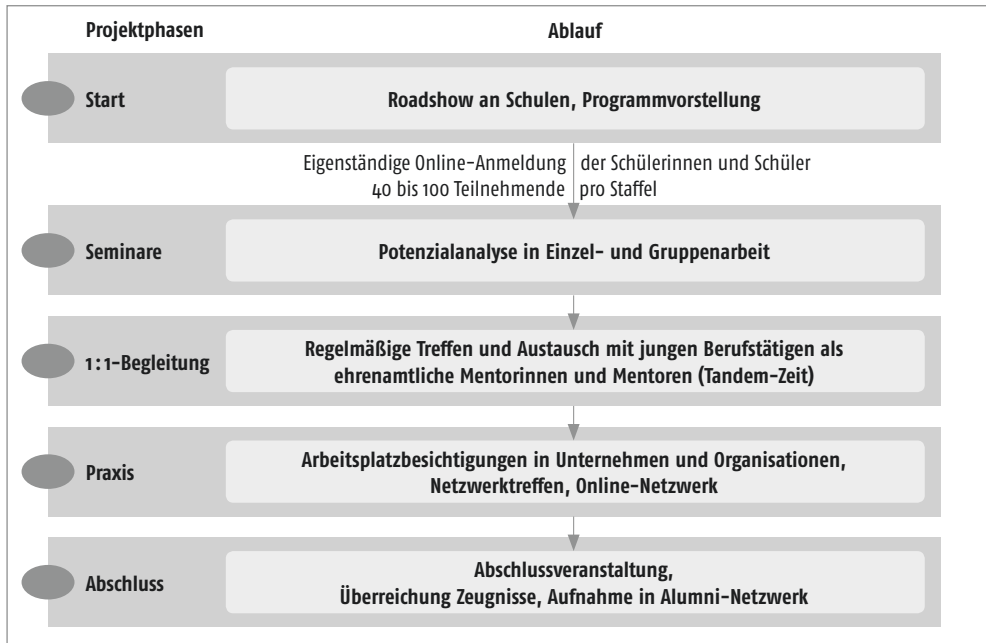 Projektphasen
Ablauf
Start
Roadshow an Schulen, Programmvorstellung
Eigenständige Online-Anmeldung der Schülerinnen und Schüler
40 bis 100 Teilnehmende pro Staffel
Seminare
Potenzialanalyse in Einzel- und Gruppenarbeit
1:1-Begleitung
Regelmäßige Treffen und Austausch mit jungen Berufstätigen als
ehrenamtliche Mentorinnen und Mentoren (Tandem-Zeit)
Praxis
Arbeitsplatzbesichtigungen in Unternehmen und Organisationen,
Netzwerktreffen, Online-Netzwerk
Abschluss
Abschlussveranstaltung,
Überreichung Zeugnisse, Aufnahme in Alumni-Netzwerk